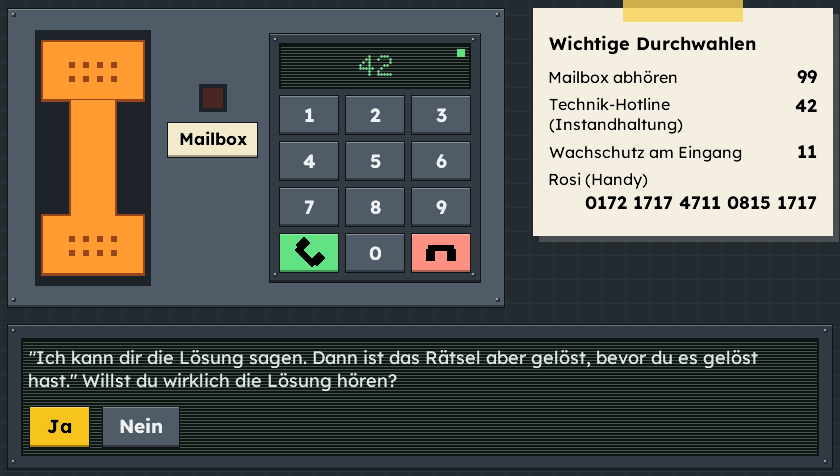 42
1 2 3
4 5 6
7 8 9
0
Mailbox
Wichtige Durchwahlen
Mailbox abhören 99
Technik-Hotline 42
(Instandhaltung)
Wachschutz am Eingang 11
Rosi (Handy)
0172 1717 4711 0815 1717
"Ich kann dir die Lösung sagen. Dann ist das Rätsel aber gelöst, bevor du es gelöst
hast." Willst du wirklich die Lösung hören?
Ja Nein